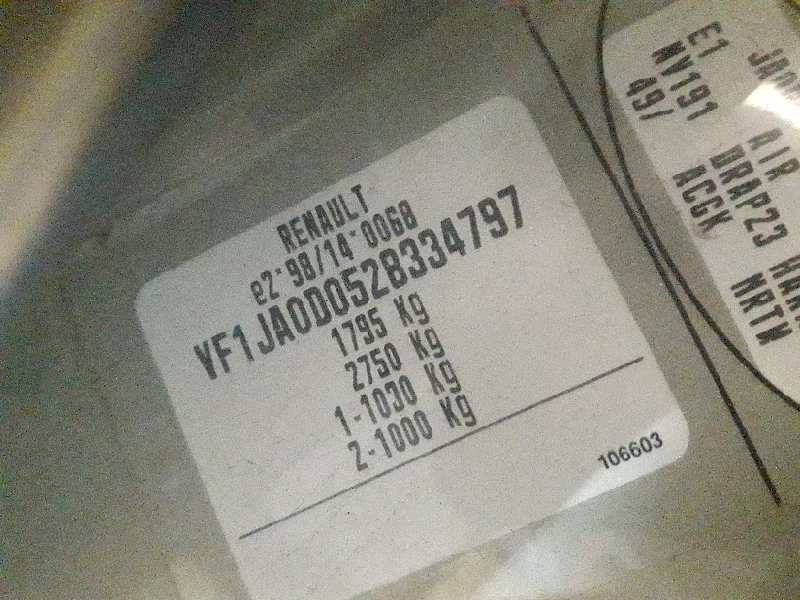 RENAULT
e2*98/14*0068
VF1JA0D0528334797
1795 Kg
2750 Kg
1-1030 Kg
2-1000 Kg
106603
E1
MV191 AIR
49/ DRAP23
ACGK MRTW